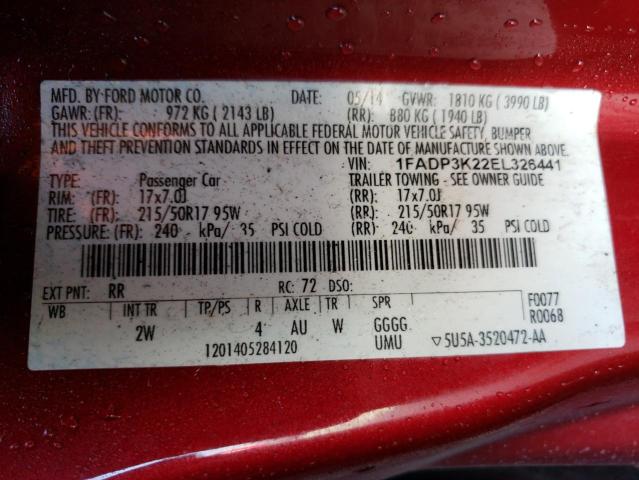 MFD. BY-FORD MOTOR CO. DATE: 05/14 GVWR: 1810 KG ( 3990 LB)
GAWR: (FR): 972 KG ( 2143 LB) (RR): 880 KG ( 1940 LB)
THIS VEHICLE CONFORMS TO ALL APPLICABLE FEDERAL MOTOR VEHICLE SAFETY, BUMPER
AND THEFT PREVENTION STANDARDS IN EFFECT ON THE DATE OF MANUFACTURE SHOWN ABOVE.
VIN: 1FADP3K22EL326441
TYPE: Passenger Car TRAILER TOWING - SEE OWNER GUIDE
RIM: (FR): 17x7.0J (RR): 17x7.0J
TIRE: (FR): 215/50R17 95W (RR): 215/50R17 95W
PRESSURE: (FR): 240 - kPa/ 35 PSI COLD (RR): 240 - kPa/ 35 PSI COLD
EXT PNT: RR RC: 72 DSO:
WB INT TR TP/PS R AXLE TR SPR F0077
2W 4 AU W GGGG R0068
1201405284120 UMU ▽5U5A-3520472-AA